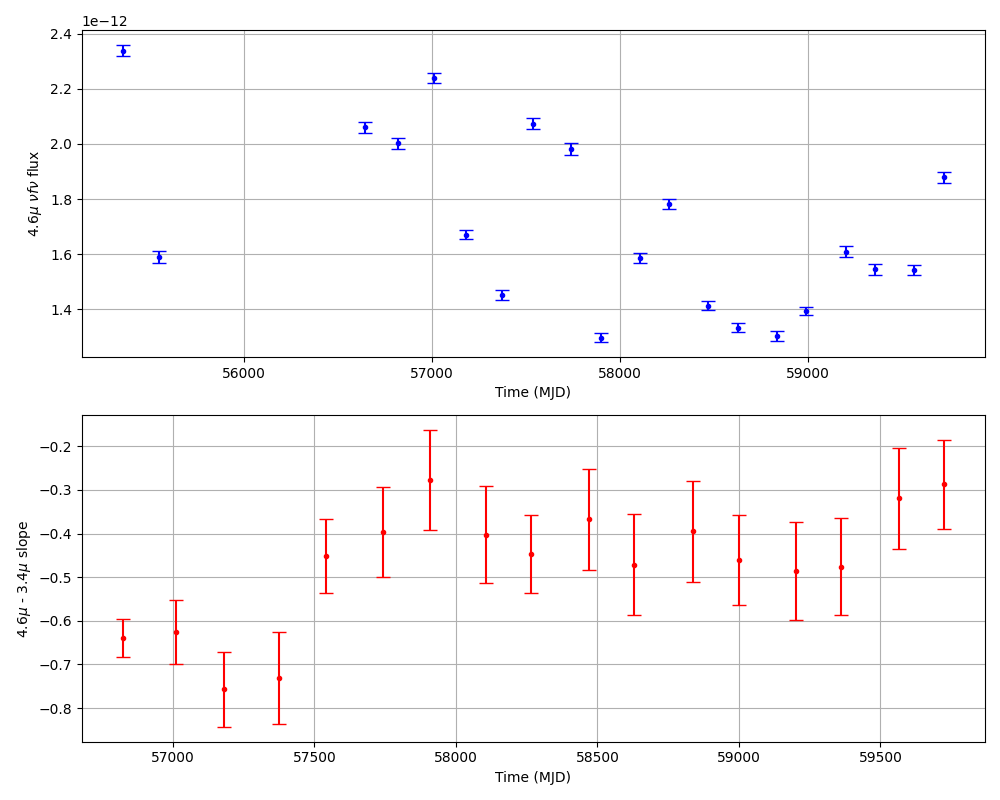 1e−12
2.4
2.2
2.0
1.8
1.6
1.4
4.6μ νfν flux
56000 57000 58000 59000
Time (MJD)
−0.2
−0.3
−0.4
−0.5
−0.6
−0.7
−0.8
4.6μ - 3.4μ slope
57000 57500 58000 58500 59000 59500
Time (MJD)